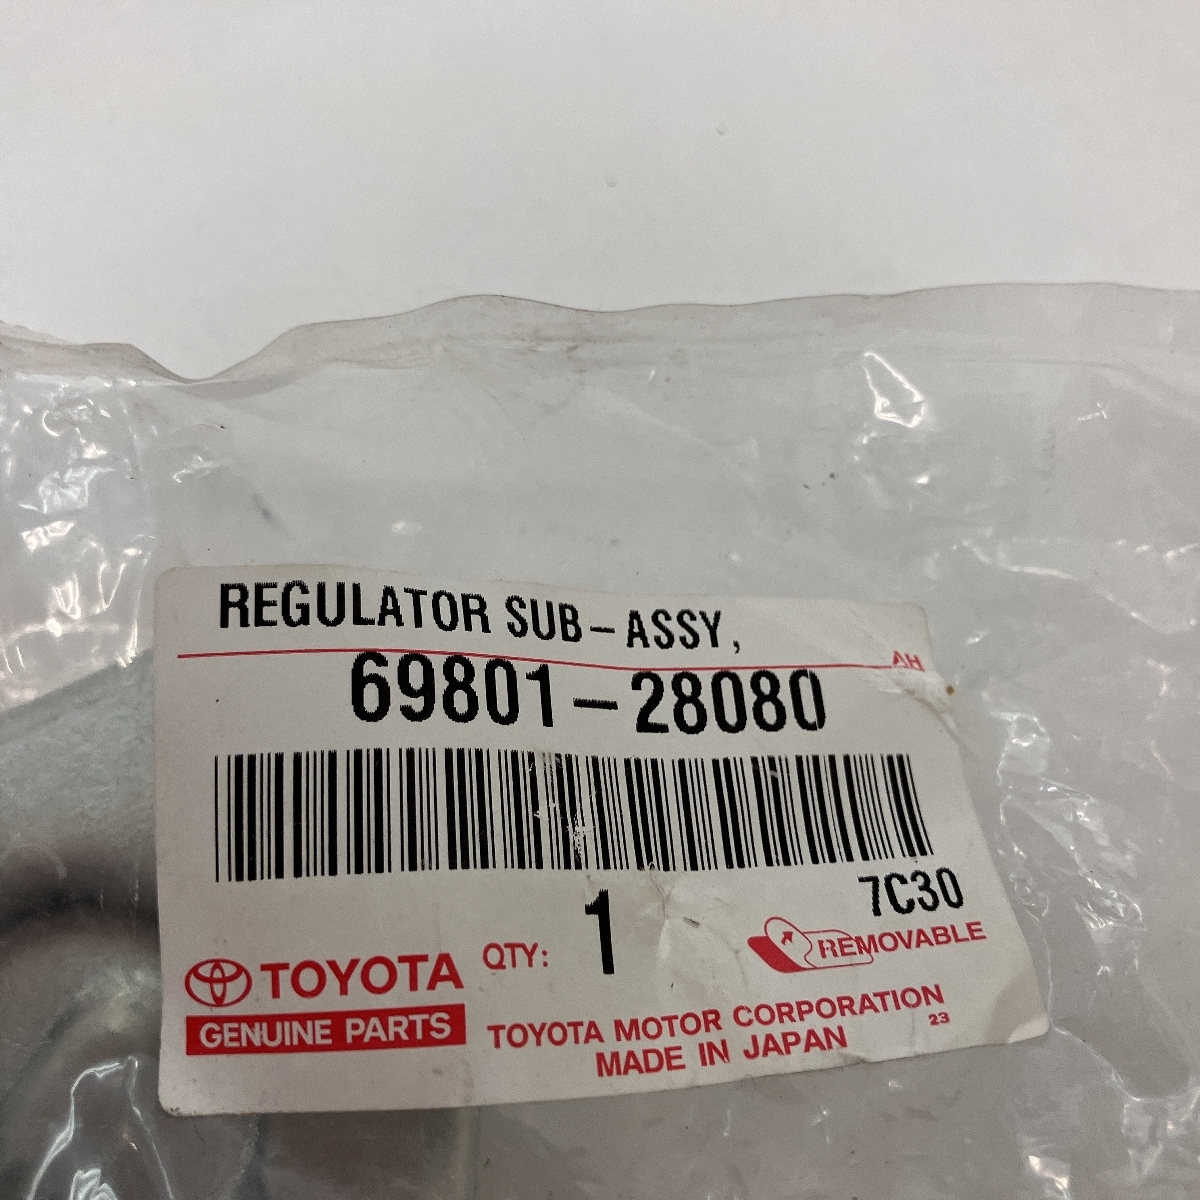 REGULATOR SUB-ASSY,
AH
69801-28080
7C30
QTY: 1
REMOVABLE
TOYOTA
GENUINE PARTS
TOYOTA MOTOR CORPORATION
23
MADE IN JAPAN